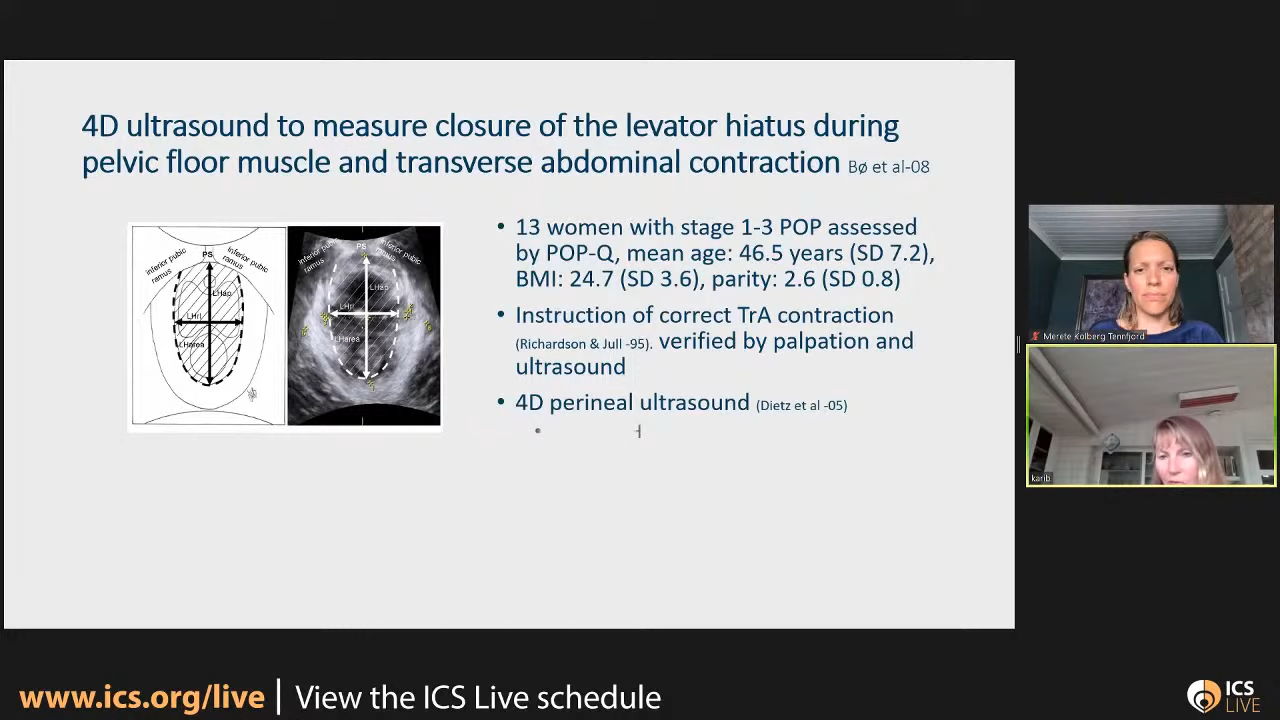 4D ultrasound to measure closure of the levator hiatus during
pelvic floor muscle and transverse abdominal contraction Bø et al-08
• 13 women with stage 1-3 POP assessed
by POP-Q, mean age: 46.5 years (SD 7.2),
BMI: 24.7 (SD 3.6), parity: 2.6 (SD 0.8)
• Instruction of correct TrA contraction
(Richardson & Jull -95). verified by palpation and
ultrasound
• 4D perineal ultrasound (Dietz et al -05)
PS
inferior pubic
ramus
inferior pubic
ramus
LHap
LHrl
LHarea
PS
inferior pubic
ramus
LHap
LHrl
LHarea
Merete Kolberg Tennfjord
karib
www.ics.org/live | View the ICS Live schedule
ICS
LIVE